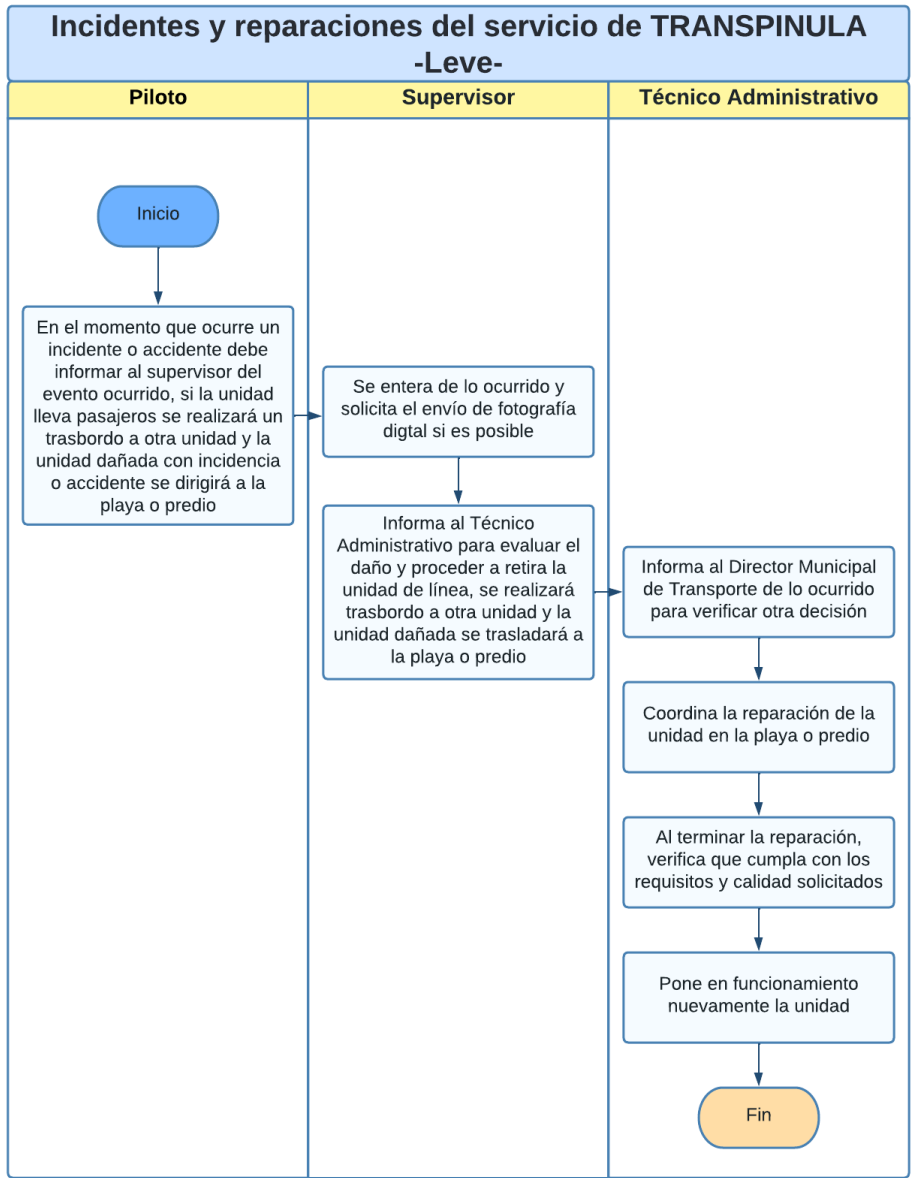 Incidentes y reparaciones del servicio de TRANSPINULA
-Leve-
Piloto
Supervisor
Técnico Administrativo
Inicio
En el momento que ocurre un
incidente o accidente debe
informar al supervisor del
evento ocurrido, si la unidad
lleva pasajeros se realizará un
trasbordo a otra unidad y la
unidad dañada con incidencia
o accidente se dirigirá a la
playa o predio
Se entera de lo ocurrido y
solicita el envío de fotografía
digtal si es posible
Informa al Técnico
Administrativo para evaluar el
daño y proceder a retira la
unidad de línea, se realizará
trasbordo a otra unidad y la
unidad dañada se trasladará a
la playa o predio
Informa al Director Municipal
de Transporte de lo ocurrido
para verificar otra decisión
Coordina la reparación de la
unidad en la playa o predio
Al terminar la reparación,
verifica que cumpla con los
requisitos y calidad solicitados
Pone en funcionamiento
nuevamente la unidad
Fin